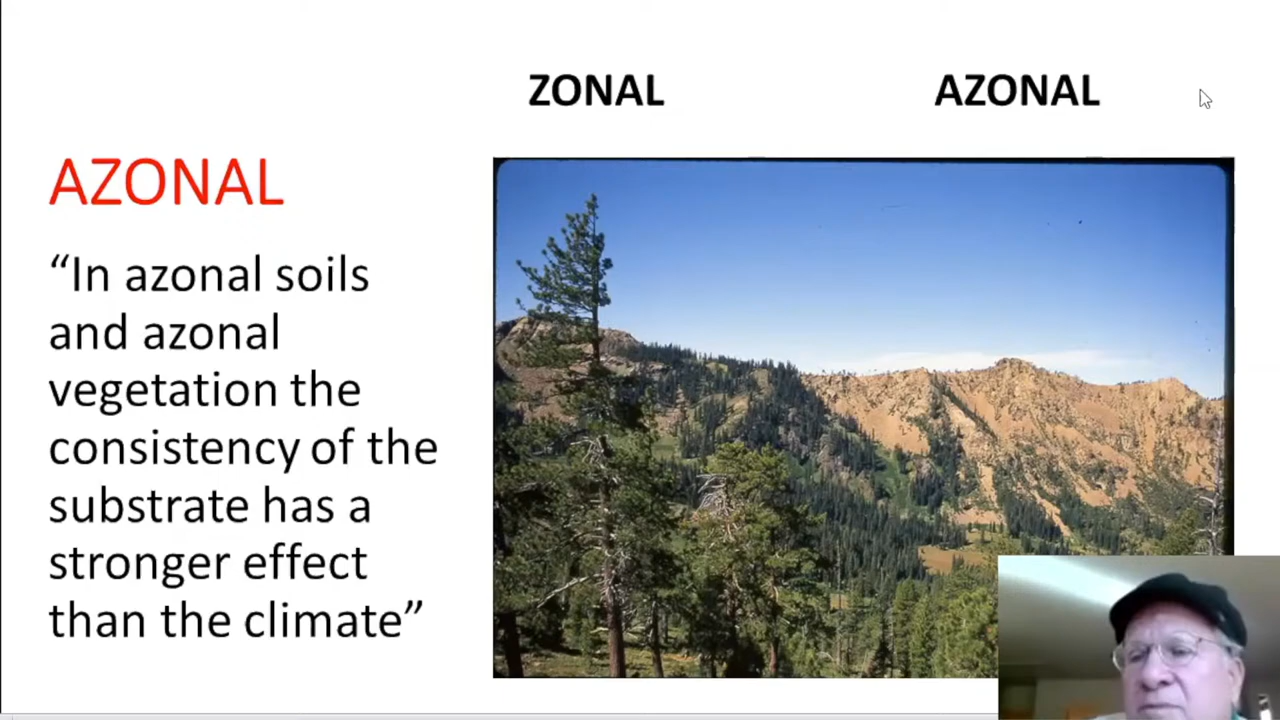 ZONAL AZONAL
AZONAL
“In azonal soils
and azonal
vegetation the
consistency of the
substrate has a
stronger effect
than the climate”